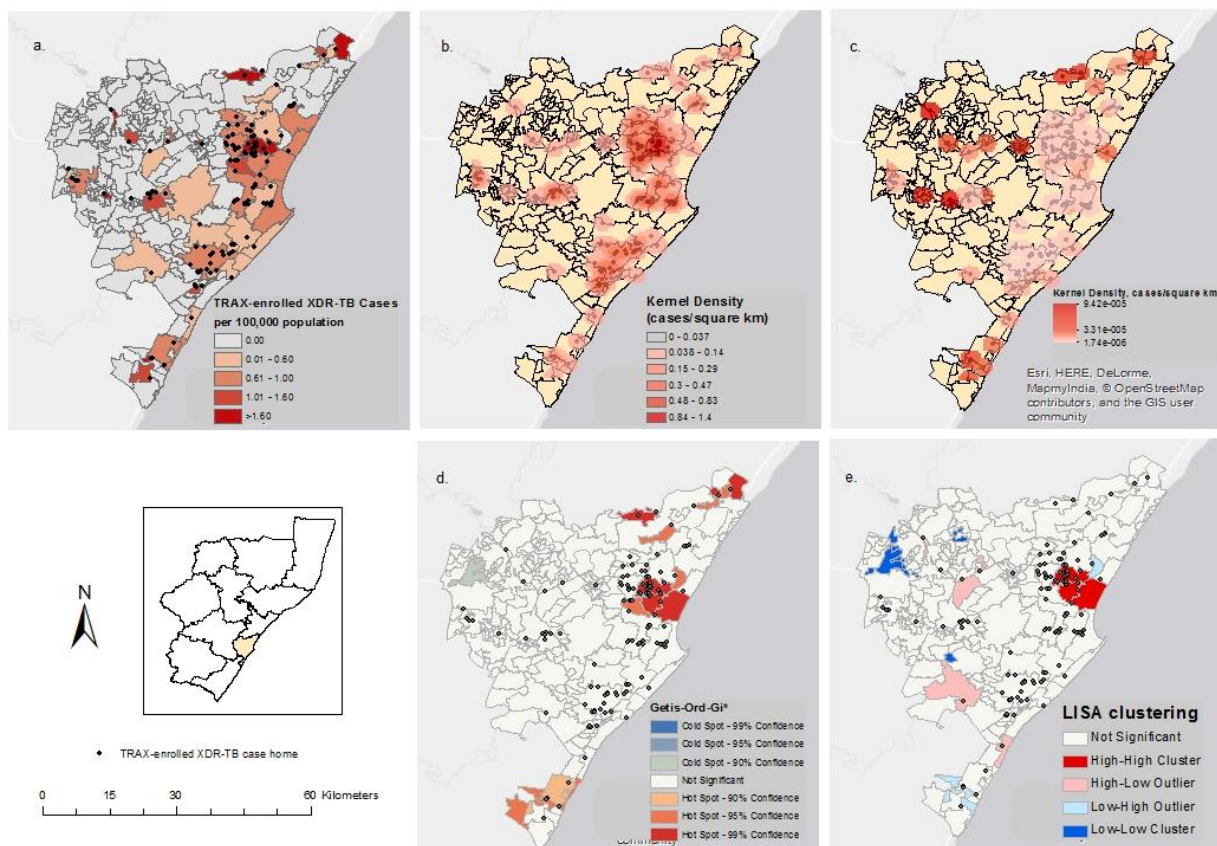 a.
TRAX-enrolled XDR-TB Cases
per 100,000 population
0.00
0.01 - 0.60
0.61 - 1.00
1.01 - 1.60
>1.60
b.
Kernel Density
(cases/square km)
0 - 0.037
0.038 - 0.14
0.15 - 0.29
0.3 - 0.47
0.48 - 0.83
0.84 - 1.4
c.
Kernel Density, cases/square km
9.42e-005
3.31e-005
1.74e-006
Esri, HERE, DeLorme,
MapmyIndia, © OpenStreetMap
contributors, and the GIS user
community
N
TRAX-enrolled XDR-TB case home
0 15 30 60 Kilometers
d.
Getis-Ord-Gi*
Cold Spot - 99% Confidence
Cold Spot - 95% Confidence
Cold Spot - 90% Confidence
Not Significant
Hot Spot - 90% Confidence
Hot Spot - 95% Confidence
Hot Spot - 99% Confidence
community
e.
LISA clustering
Not Significant
High-High Cluster
High-Low Outlier
Low-High Outlier
Low-Low Cluster